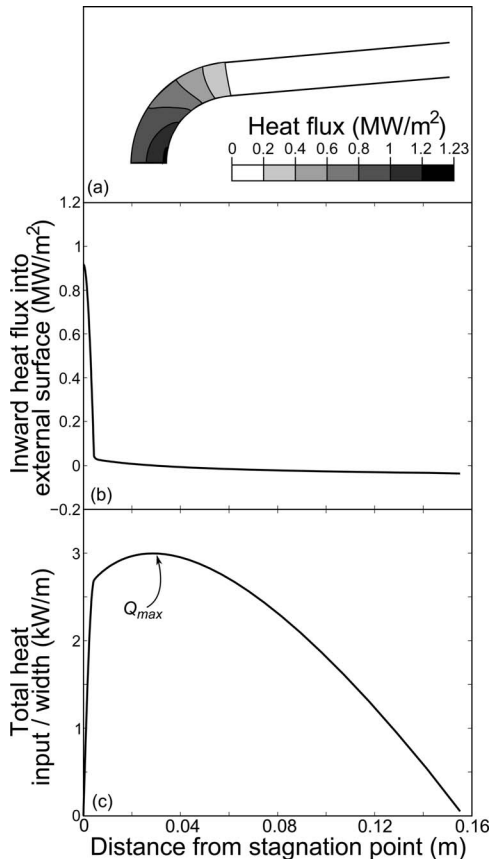 Heat flux (MW/m²)
0 0.2 0.4 0.6 0.8 1 1.2 1.23
(a)
1.2
1
0.8
0.6
0.4
0.2
0
−0.2
Inward heat flux into
external surface (MW/m²)
(b)
3
2
1
0
Total heat
input / width (kW/m)
Qmax
(c)
0 0.04 0.08 0.12 0.16
Distance from stagnation point (m)